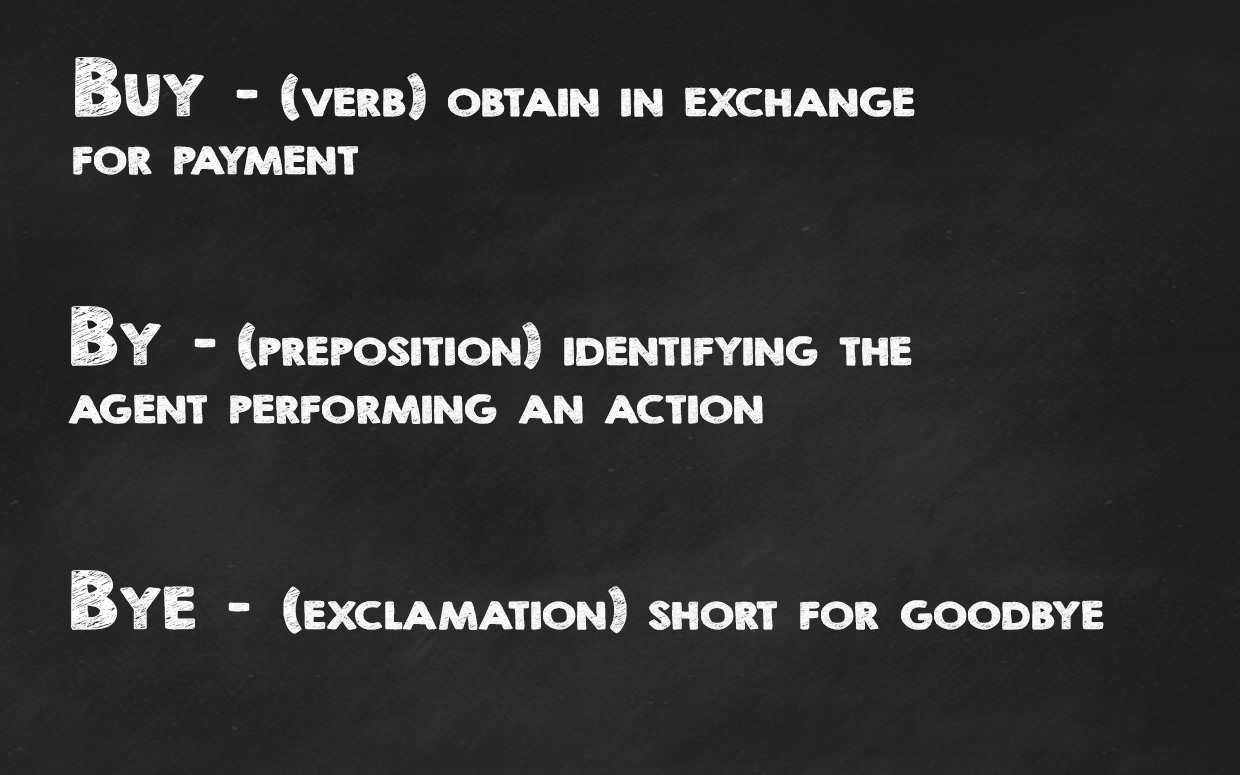 Buy - (verb) obtain in exchange
for payment
By - (preposition) identifying the
agent performing an action
Bye - (exclamation) short for goodbye